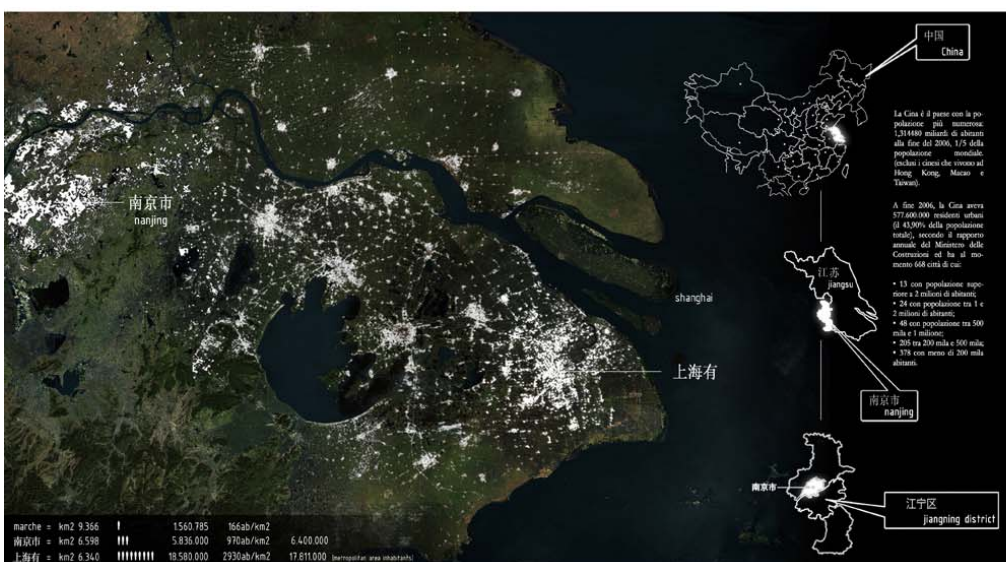 南京市
nanjing
shanghai
上海有
中国
China
La Cina é il paese con la po-
polazione più numerosa:
1,314480 miliardi di abitanti
alla fine del 2006, 1/5 della
popolazione mondiale.
(esclusi i cinesi che vivono ad
Hong Kong, Macao e
Taiwan).
A fine 2006, la Cina aveva
577.600.000 residenti urbani
(il 43,90% della popolazione
totale), secondo il rapporto
annuale del Ministero delle
Costruzioni ed ha al mo-
mento 668 città di cui:
• 13 con popolazione supe-
riore a 2 milioni di abitanti;
• 24 con popolazione tra 1 e
2 milioni di abitanti;
• 48 con popolazione tra 500
mila e 1 milione;
• 205 tra 200 mila e 500 mila;
• 378 con meno di 200 mila
abitanti.
江苏
jiangsu
南京市
nanjing
南京市
江宁区
jiangning district
marche = km2 9.366 1.560.785 166ab/km2
南京市 = km2 6.598 5.836.000 970ab/km2 6.400.000
上海有 = km2 6.340 18.580.000 2930ab/km2 17.811.000 (metropolitan area inhabitants)